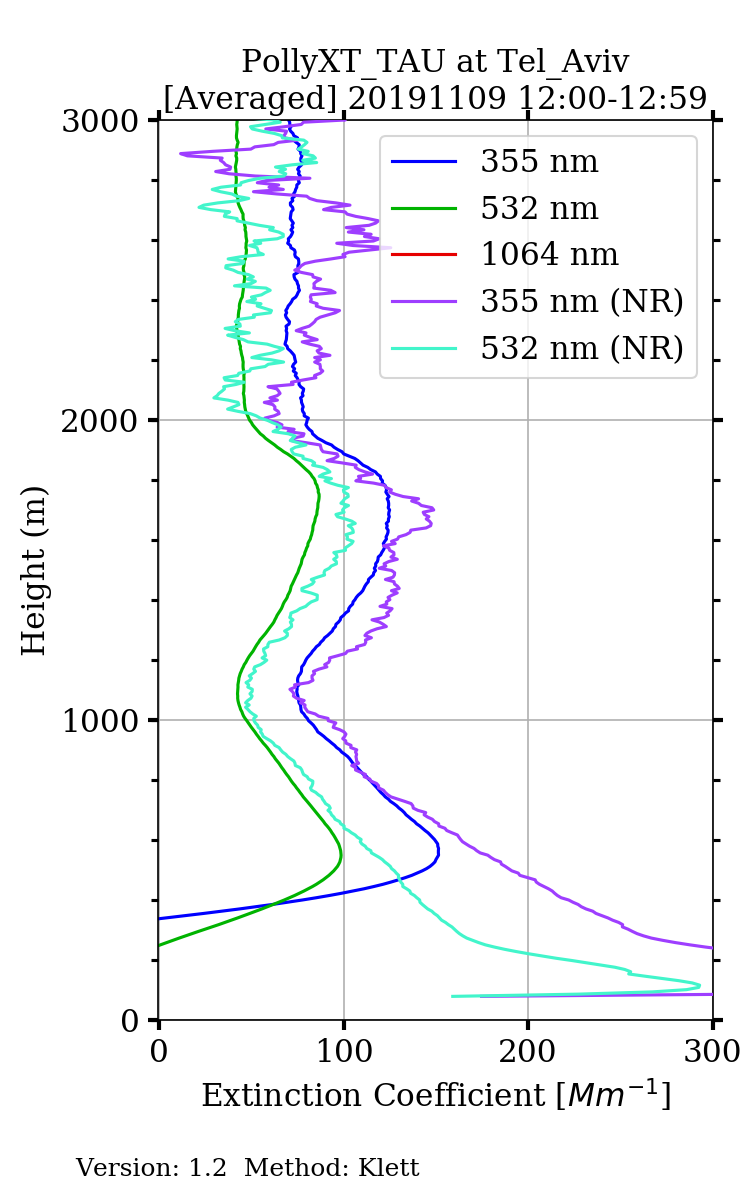 PollyXT_TAU at Tel_Aviv
[Averaged] 20191109 12:00-12:59
3000
2000
1000
0
Height (m)
355 nm
532 nm
1064 nm
355 nm (NR)
532 nm (NR)
0 100 200 300
Extinction Coefficient [Mm⁻¹]
Version: 1.2 Method: Klett